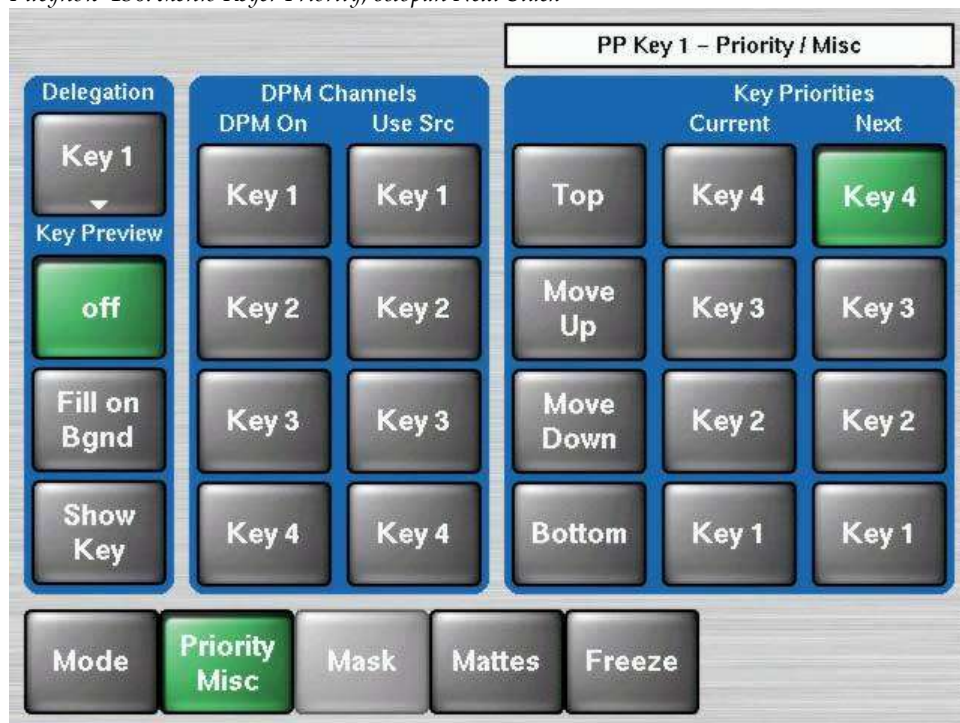 PP Key 1 – Priority / Misc
Delegation
Key 1
Key Preview
off
Fill on
Bgnd
Show
Key
DPM Channels
DPM On Use Src
Key 1 Key 1
Key 2 Key 2
Key 3 Key 3
Key 4 Key 4
Key Priorities
Current Next
Top Key 4 Key 4
Move
Up Key 3 Key 3
Move
Down Key 2 Key 2
Bottom Key 1 Key 1
Mode
Priority
Misc
Mask
Mattes
Freeze